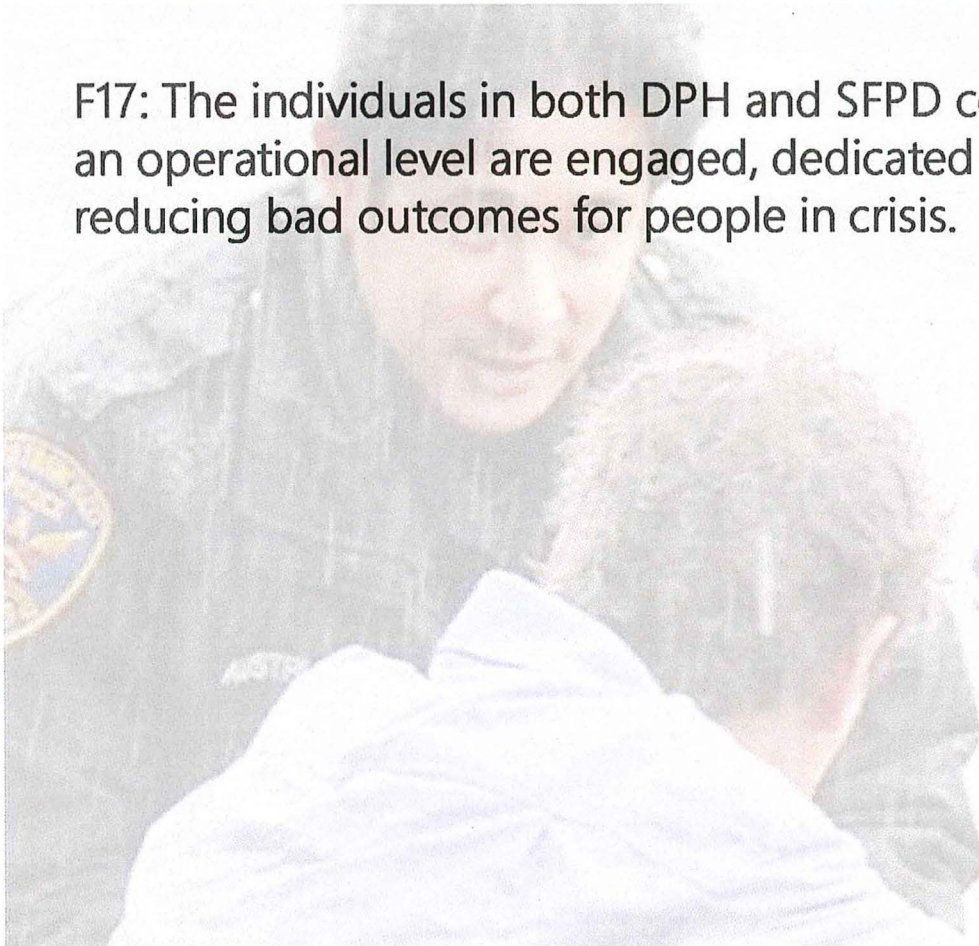 F17: The individuals in both DPH and SFPD c
an operational level are engaged, dedicated
reducing bad outcomes for people in crisis.